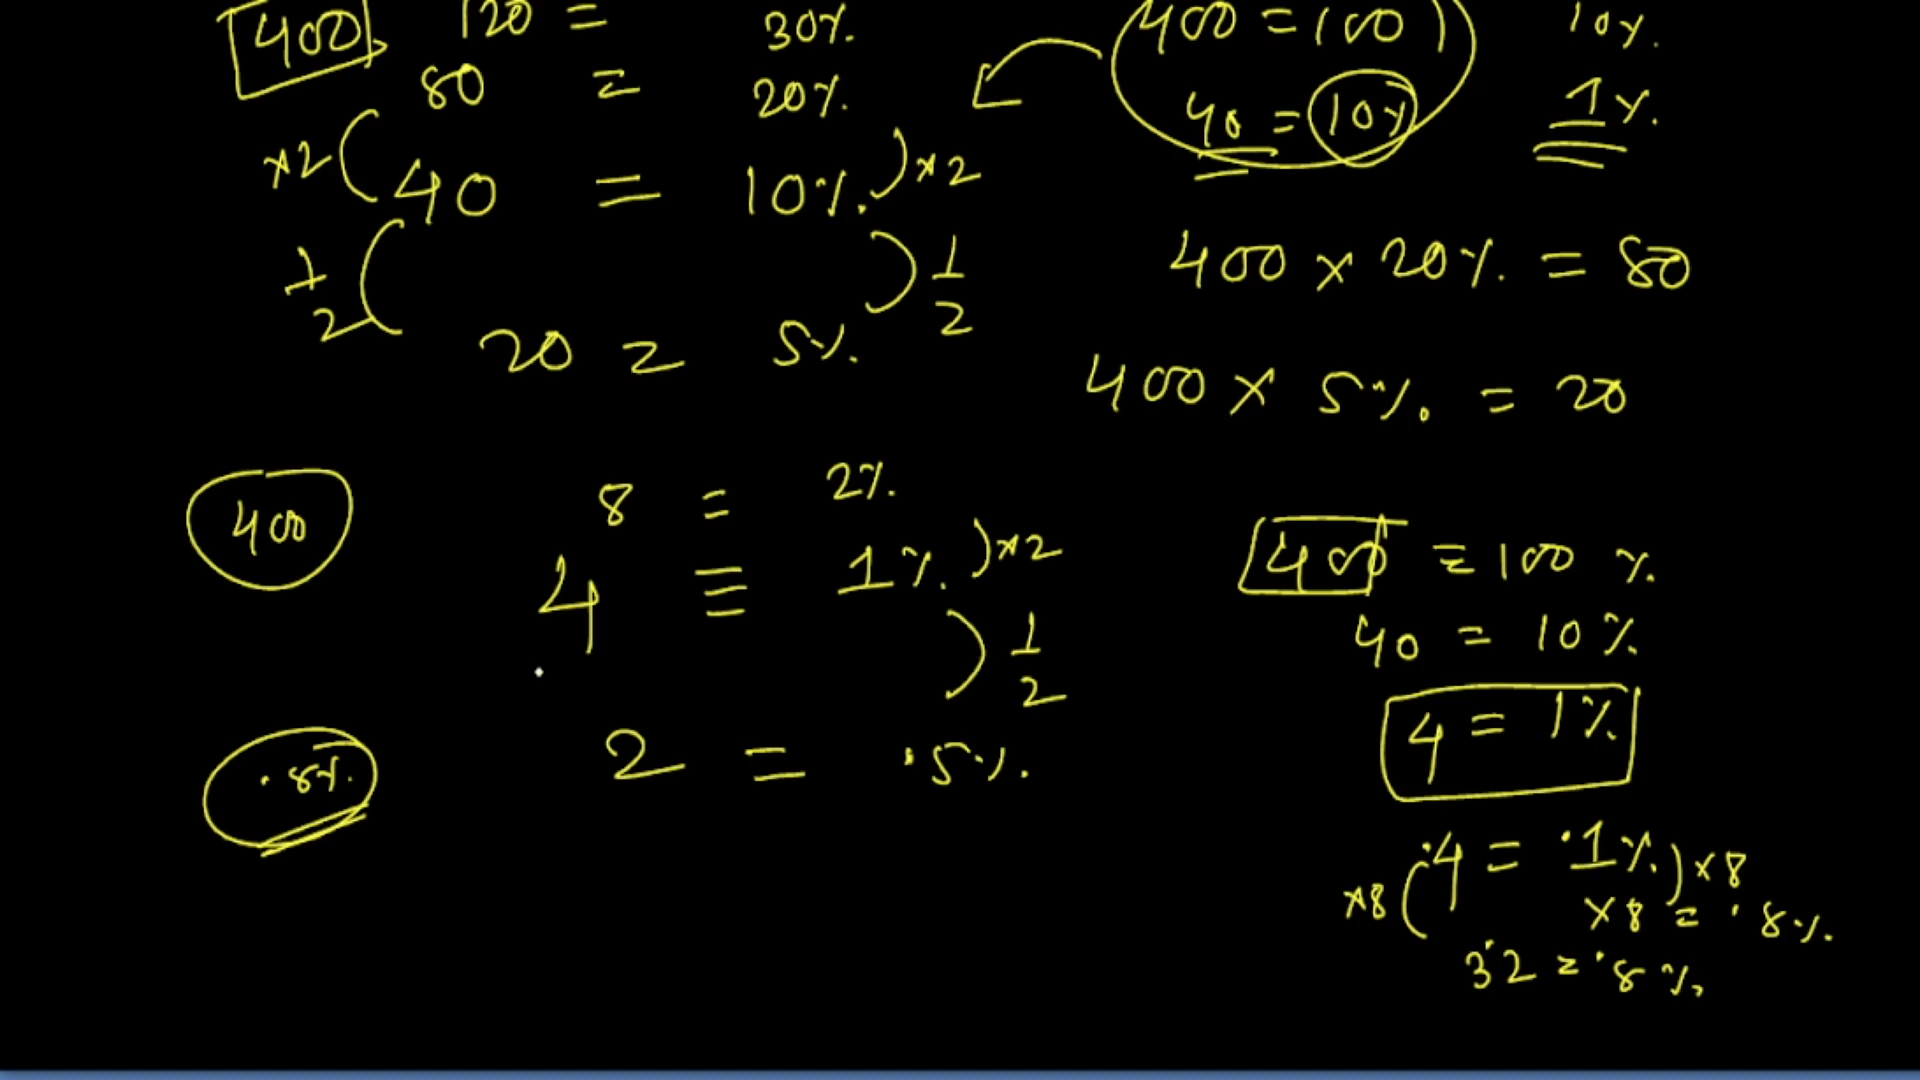 400 120 = 30%.
80 = 20%.
×2 ( 40 = 10%. ) ×2
1/2 ( ) 1/2
20 = 5%.
400 = 100
40 = 10%
10%.
1%.
400 × 20%. = 80
400 × 5%. = 20
400
8 = 2%.
4 = 1%. ) ×2
) 1/2
.8%.
2 = .5%.
400 = 100 %.
40 = 10 %.
4 = 1%
×8 ( .4 = .1%. ) ×8
×8 = .8%.
3.2 = .8%.